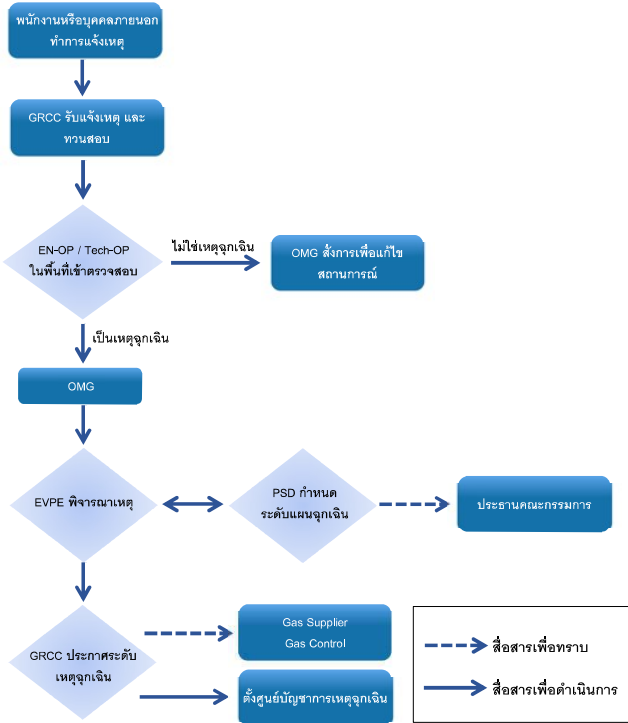 พนักงานหรือบุคคลภายนอก
ทำการแจ้งเหตุ
GRCC รับแจ้งเหตุ และ
ทวนสอบ
EN-OP / Tech-OP
ในพื้นที่เข้าตรวจสอบ
ไม่ใช่เหตุฉุกเฉิน
OMG สั่งการเพื่อแก้ไข
สถานการณ์
เป็นเหตุฉุกเฉิน
OMG
EVPE พิจารณาเหตุ
PSD กำหนด
ระดับแผนฉุกเฉิน
ประธานคณะกรรมการ
GRCC ประกาศระดับ
เหตุฉุกเฉิน
Gas Supplier
Gas Control
ตั้งศูนย์บัญชาการเหตุฉุกเฉิน
สื่อสารเพื่อทราบ
สื่อสารเพื่อดำเนินการ